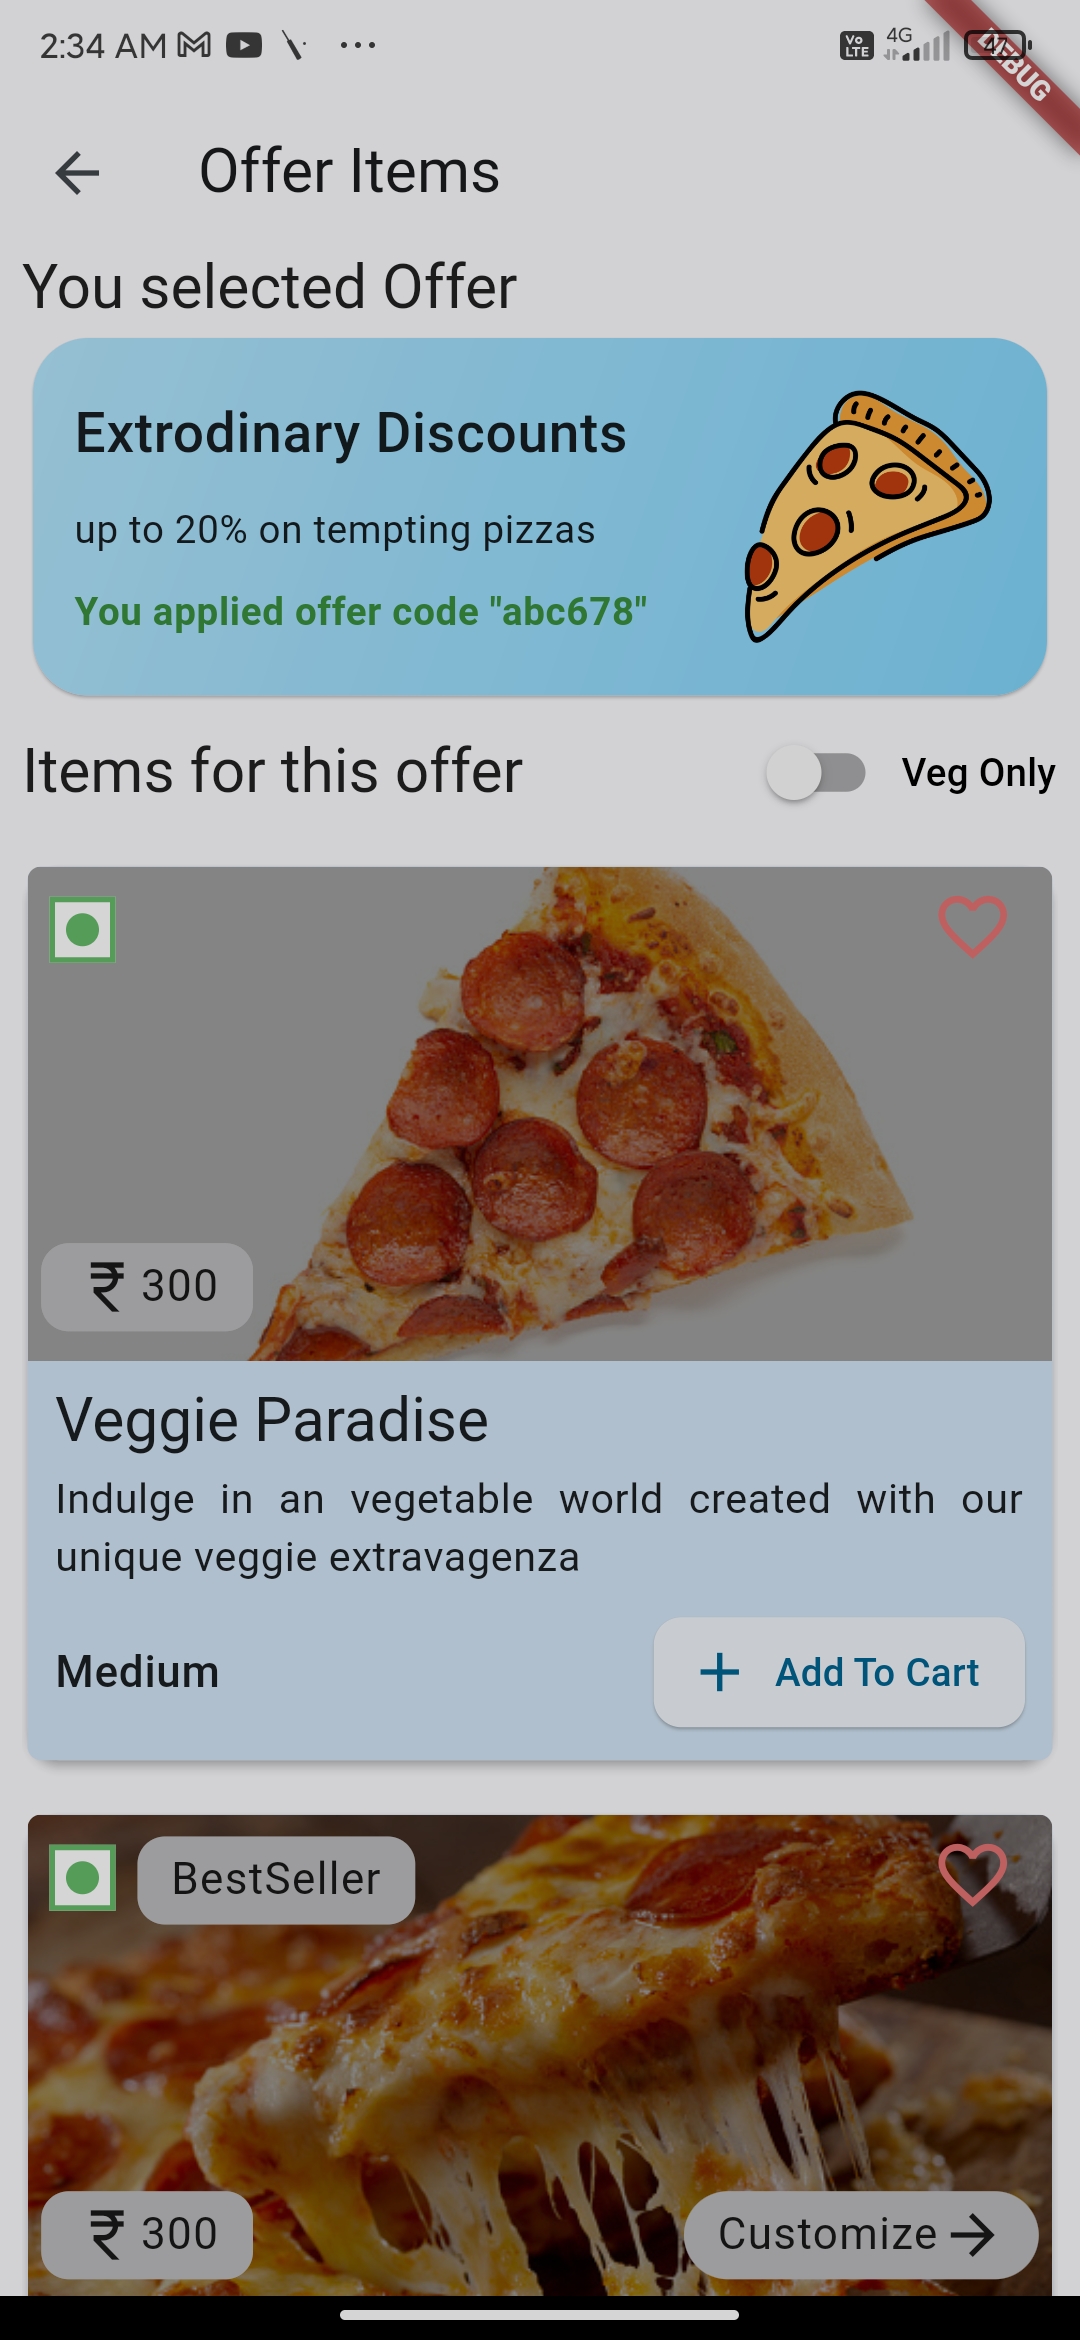 2:34 AM
Vo LTE
4G
47
DEBUG
Offer Items
You selected Offer
Extrodinary Discounts
up to 20% on tempting pizzas
You applied offer code "abc678"
Items for this offer
Veg Only
₹ 300
Veggie Paradise
Indulge in an vegetable world created with our
unique veggie extravagenza
Medium
+ Add To Cart
BestSeller
₹ 300
Customize →